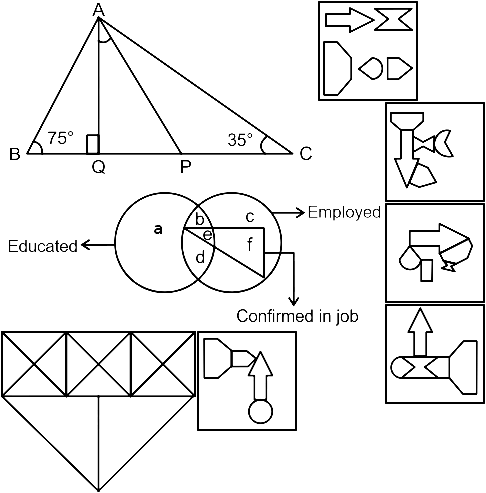 A
B 75° Q P 35° C
Educated
a b c e f d
Employed
Confirmed in job